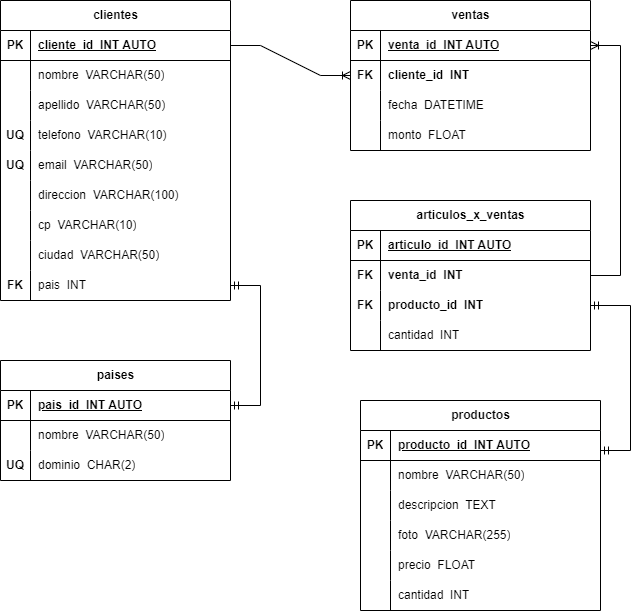 clientes
PK cliente_id INT AUTO
nombre VARCHAR(50)
apellido VARCHAR(50)
UQ telefono VARCHAR(10)
UQ email VARCHAR(50)
direccion VARCHAR(100)
cp VARCHAR(10)
ciudad VARCHAR(50)
FK pais INT
paises
PK pais_id INT AUTO
nombre VARCHAR(50)
UQ dominio CHAR(2)
ventas
PK venta_id INT AUTO
FK cliente_id INT
fecha DATETIME
monto FLOAT
articulos_x_ventas
PK articulo_id INT AUTO
FK venta_id INT
FK producto_id INT
cantidad INT
productos
PK producto_id INT AUTO
nombre VARCHAR(50)
descripcion TEXT
foto VARCHAR(255)
precio FLOAT
cantidad INT